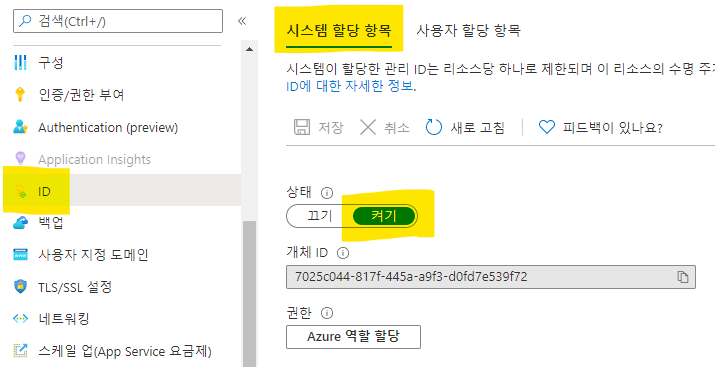 검색(Ctrl+/)
«
구성
인증/권한 부여
Authentication (preview)
Application Insights
ID
백업
사용자 지정 도메인
TLS/SSL 설정
네트워킹
스케일 업(App Service 요금제)
시스템 할당 항목 사용자 할당 항목
시스템이 할당한 관리 ID는 리소스당 하나로 제한되며 이 리소스의 수명 주
ID에 대한 자세한 정보.
저장 취소 새로 고침 피드백이 있나요?
상태
끄기 켜기
개체 ID
7025c044-817f-445a-a9f3-d0fd7e539f72
권한
Azure 역할 할당